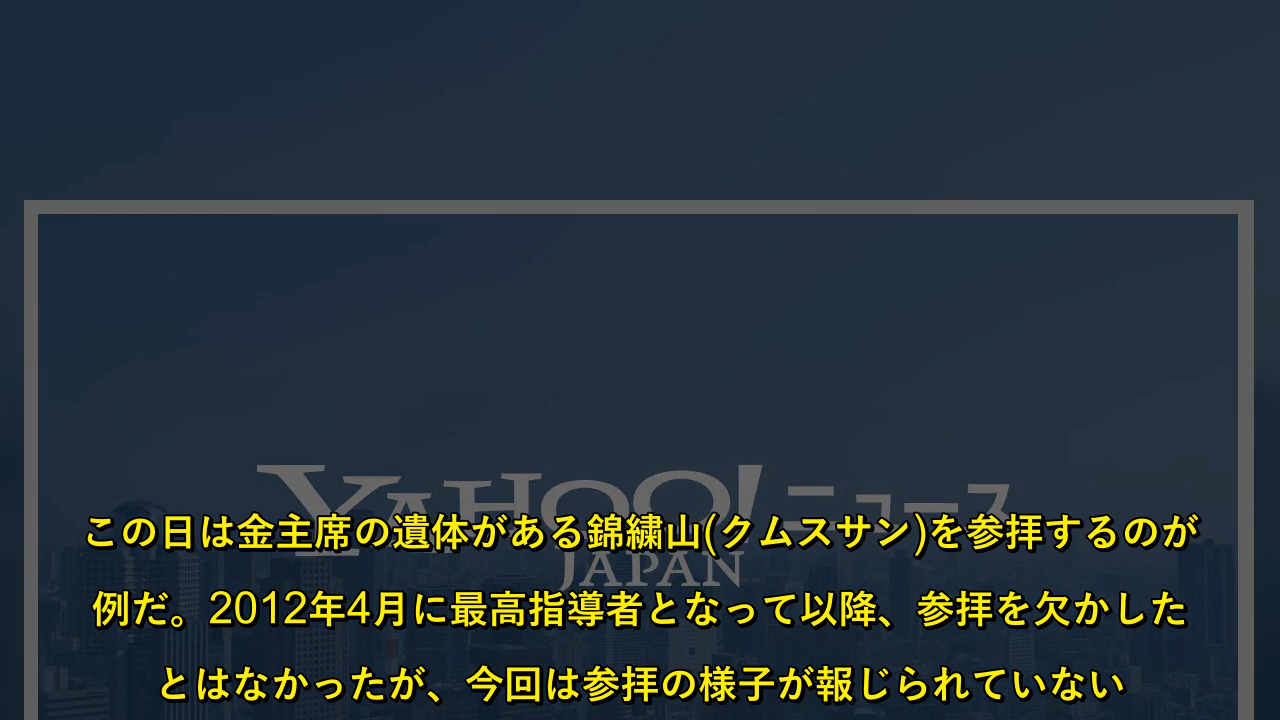 YAHOO!ニュース
JAPAN
この日は金主席の遺体がある錦繍山(クムスサン)を参拝するのが
例だ。2012年4月に最高指導者となって以降、参拝を欠かした
とはなかったが、今回は参拝の様子が報じられていない